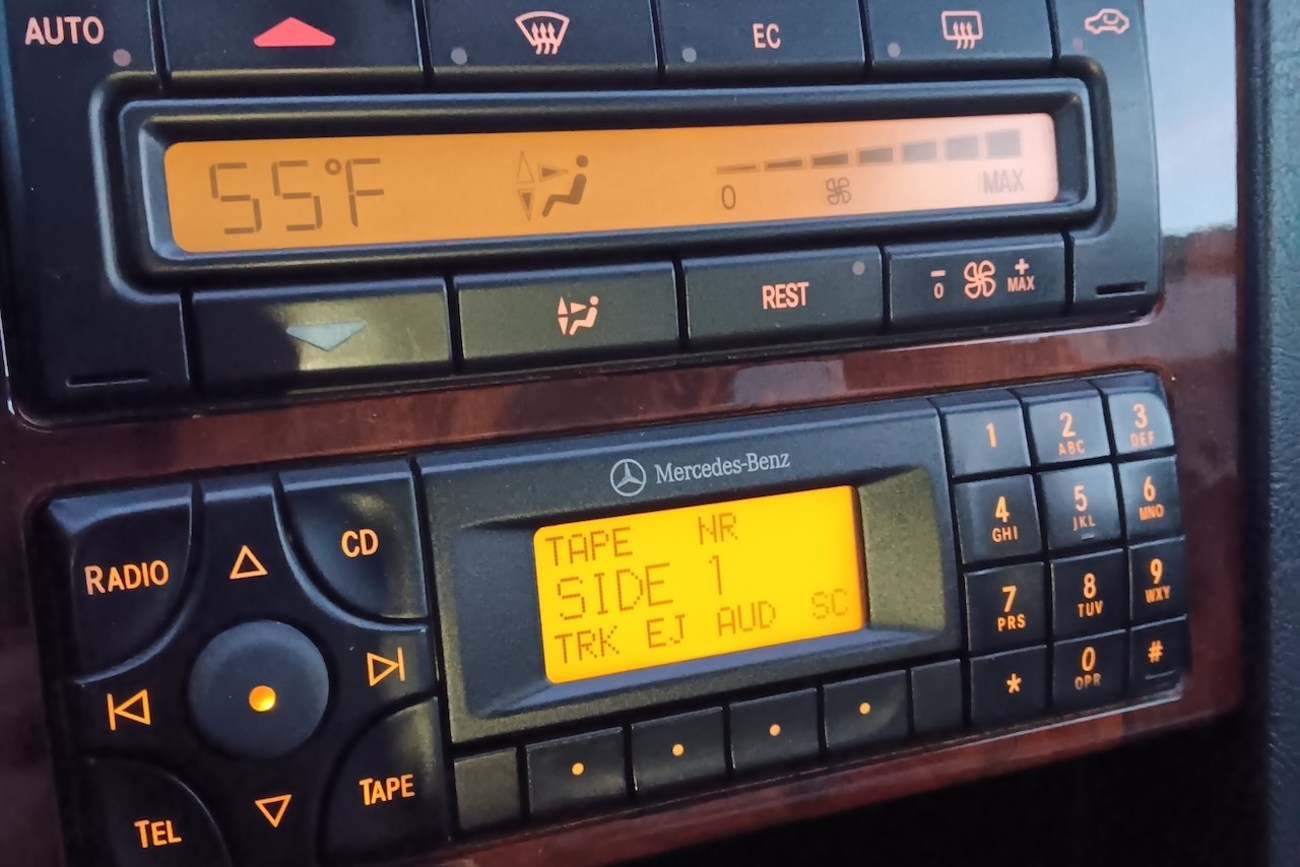 AUTO
EC
55°F
0 MAX
REST
− 0 + MAX
Mercedes-Benz
RADIO
CD
TAPE NR
SIDE 1
TRK EJ AUD SC
TEL
TAPE
1
2 ABC
3 DEF
4 GHI
5 JKL
6 MNO
7 PRS
8 TUV
9 WXY
*
0 OPR
#